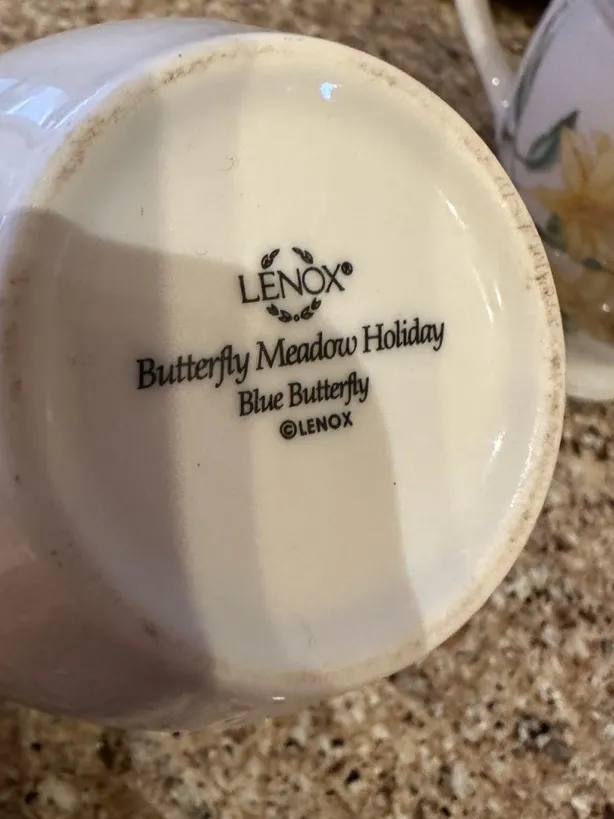 LENOX®
Butterfly Meadow Holiday
Blue Butterfly
©LENOX